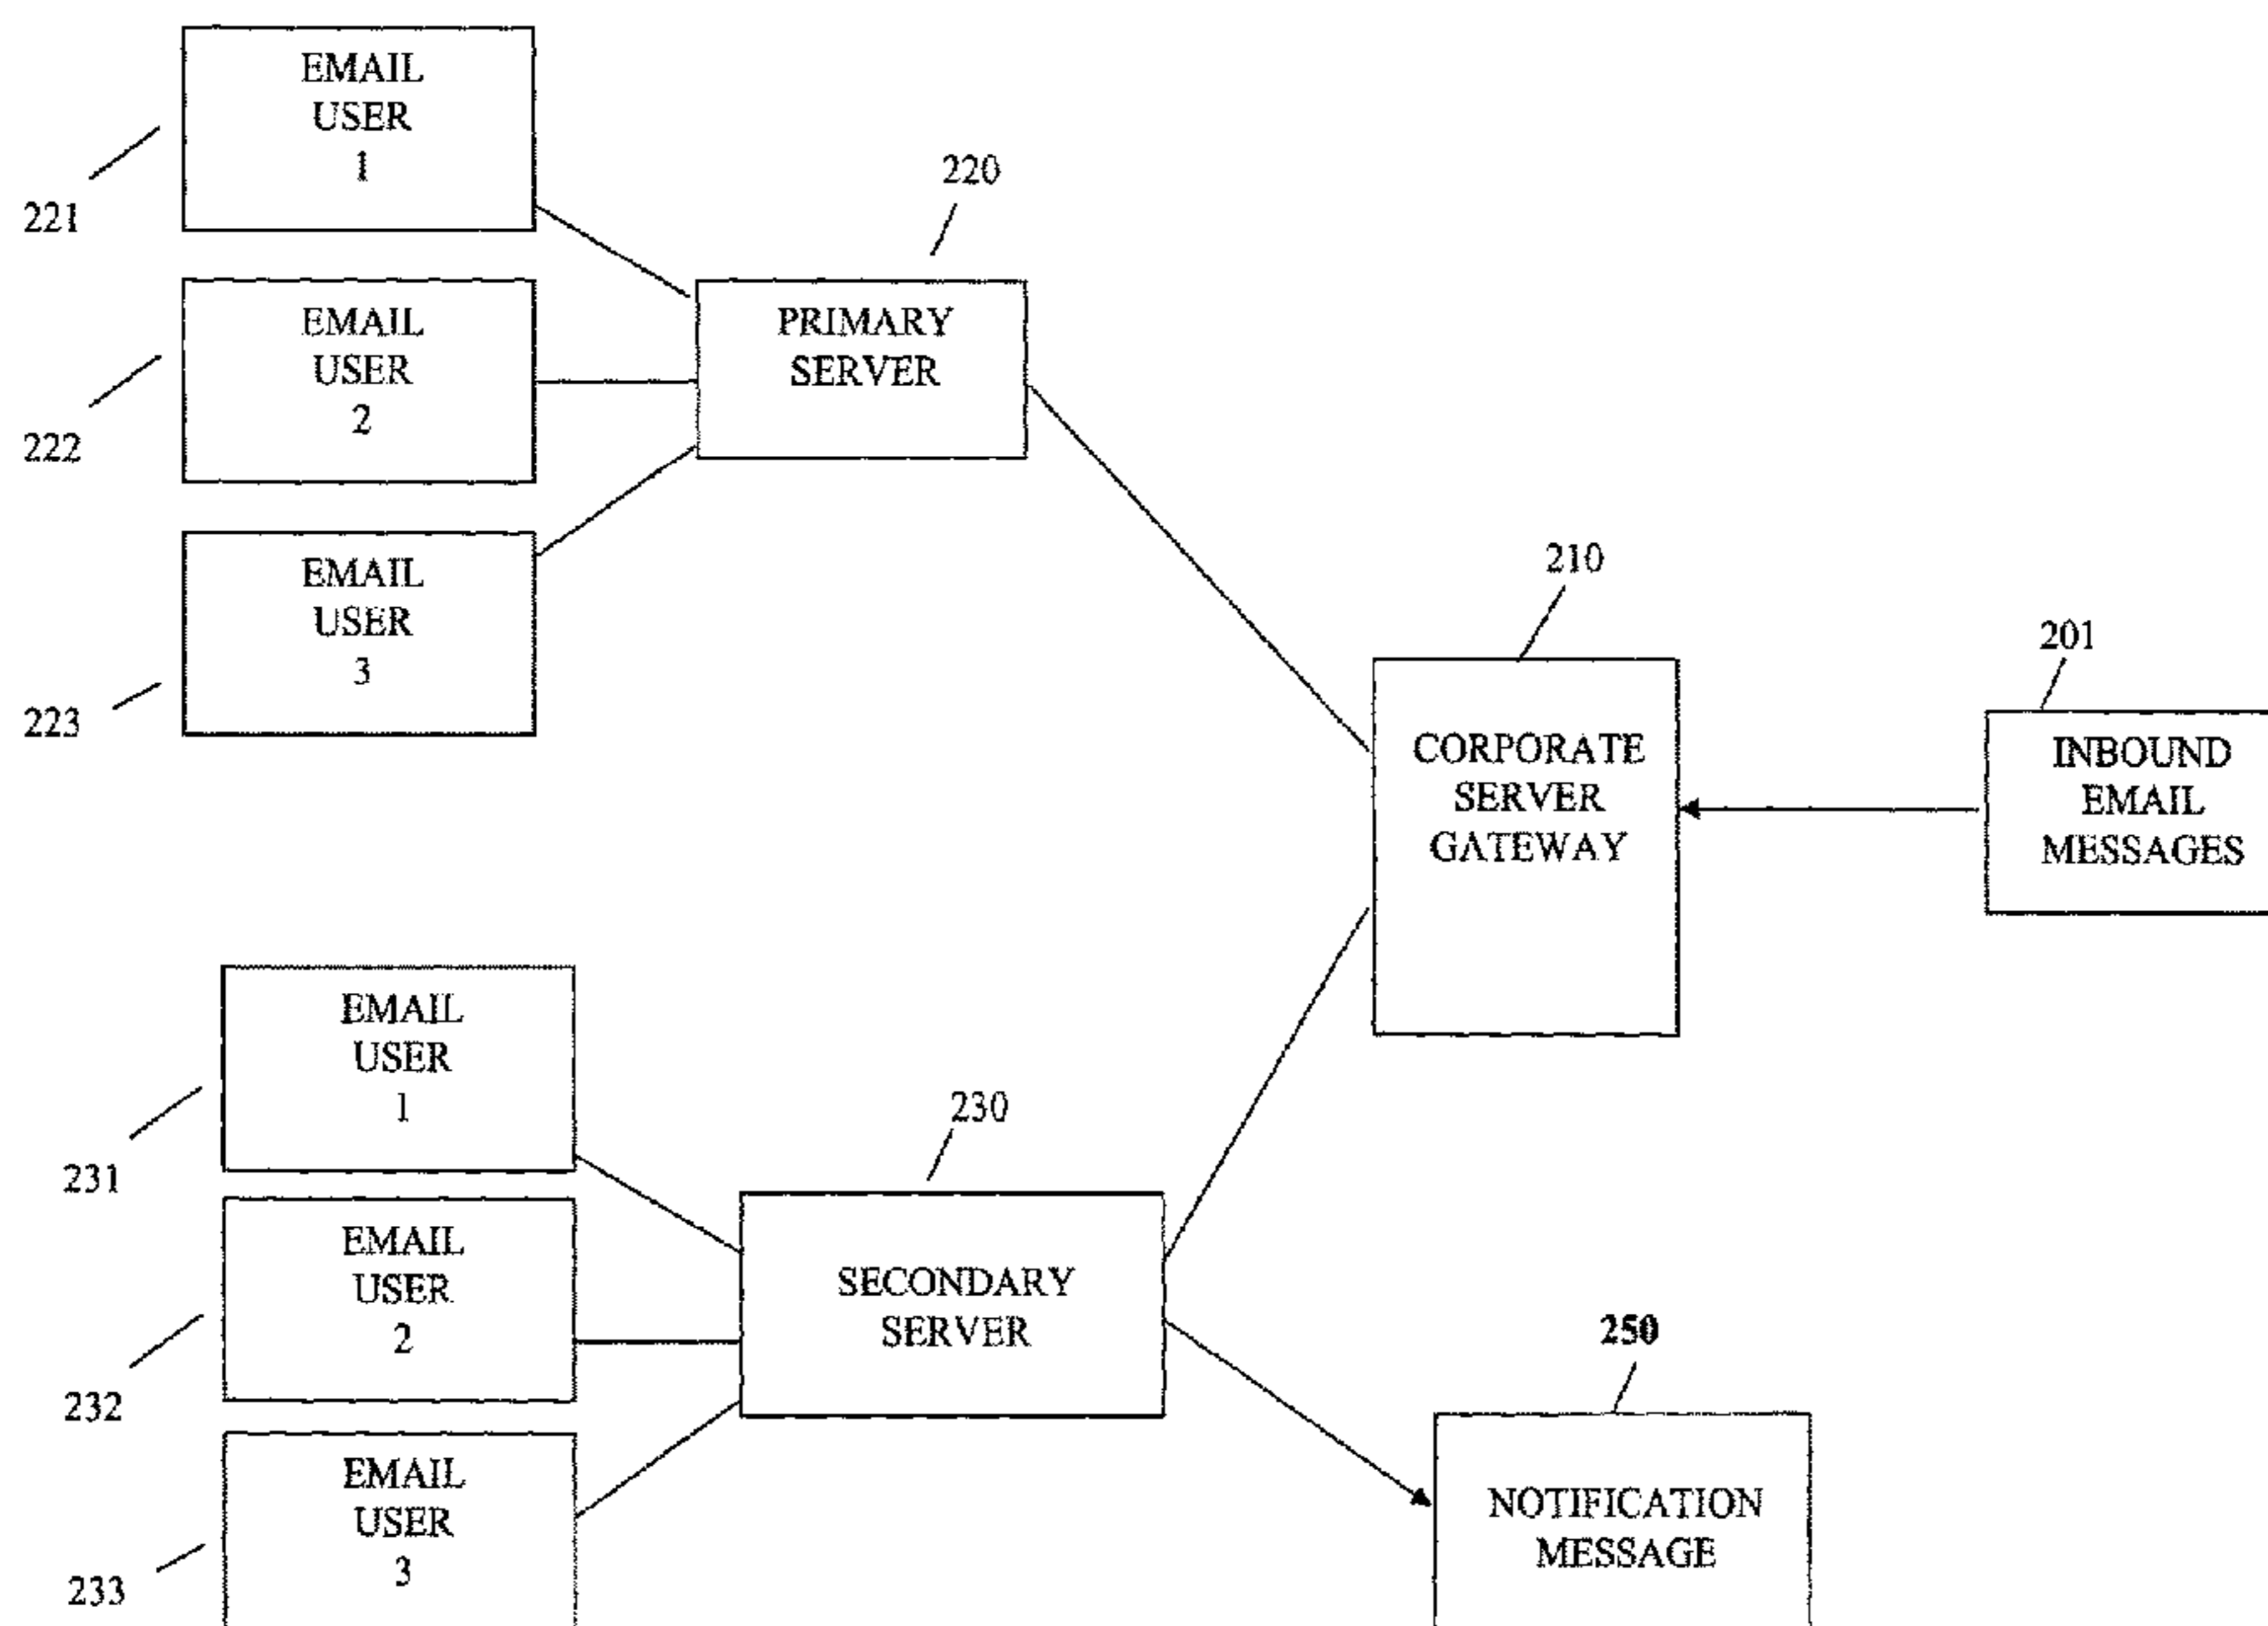 EMAIL
USER
1
221
220
EMAIL
USER
2
222
PRIMARY
SERVER
EMAIL
USER
3
223
210
CORPORATE
SERVER
GATEWAY
201
INBOUND
EMAIL
MESSAGES
EMAIL
USER
1
231
230
EMAIL
USER
2
232
SECONDARY
SERVER
EMAIL
USER
3
233
250
NOTIFICATION
MESSAGE